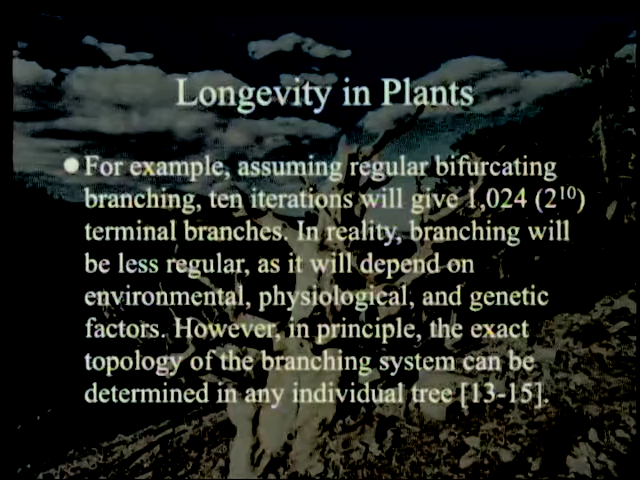 Longevity in Plants
For example, assuming regular bifurcating
branching, ten iterations will give 1,024 (2¹⁰)
terminal branches. In reality, branching will
be less regular, as it will depend on
environmental, physiological, and genetic
factors. However, in principle, the exact
topology of the branching system can be
determined in any individual tree [13-15].